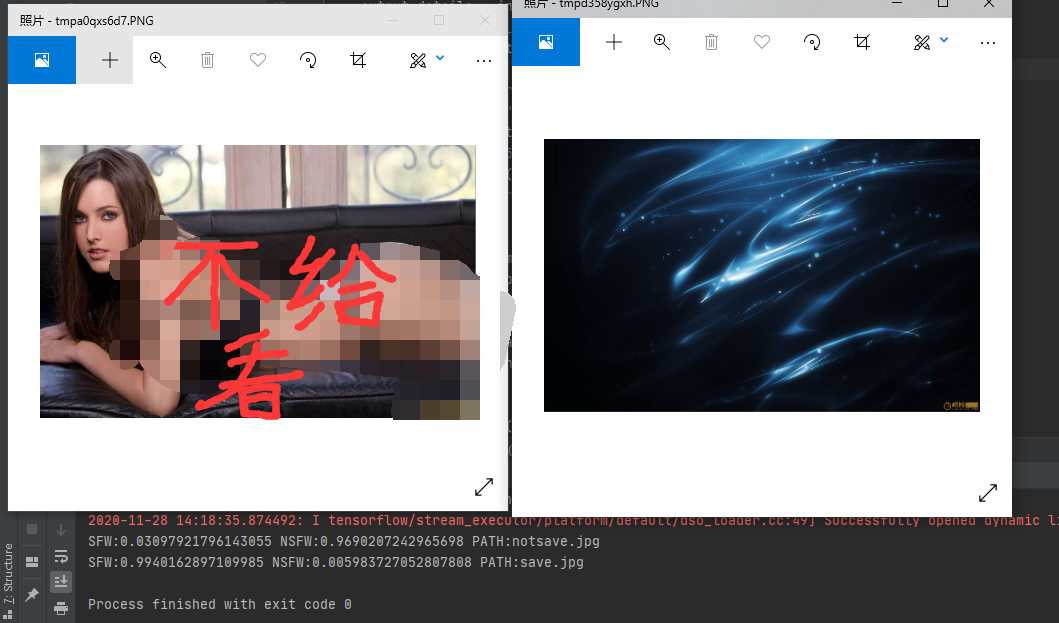 照片 - tmpa0qxs6d7.PNG
照片 - tmpd358ygxh.PNG
不给
看
2020-11-28 14:18:35.874492: I tensorflow/stream_executor/platform/default/dso_loader.cc:49] Successfully opened dynamic li
SFW:0.03097921796143055 NSFW:0.9690207242965698 PATH:notsave.jpg
SFW:0.9940162897109985 NSFW:0.005983727052807808 PATH:save.jpg
Process finished with exit code 0
7: Structure